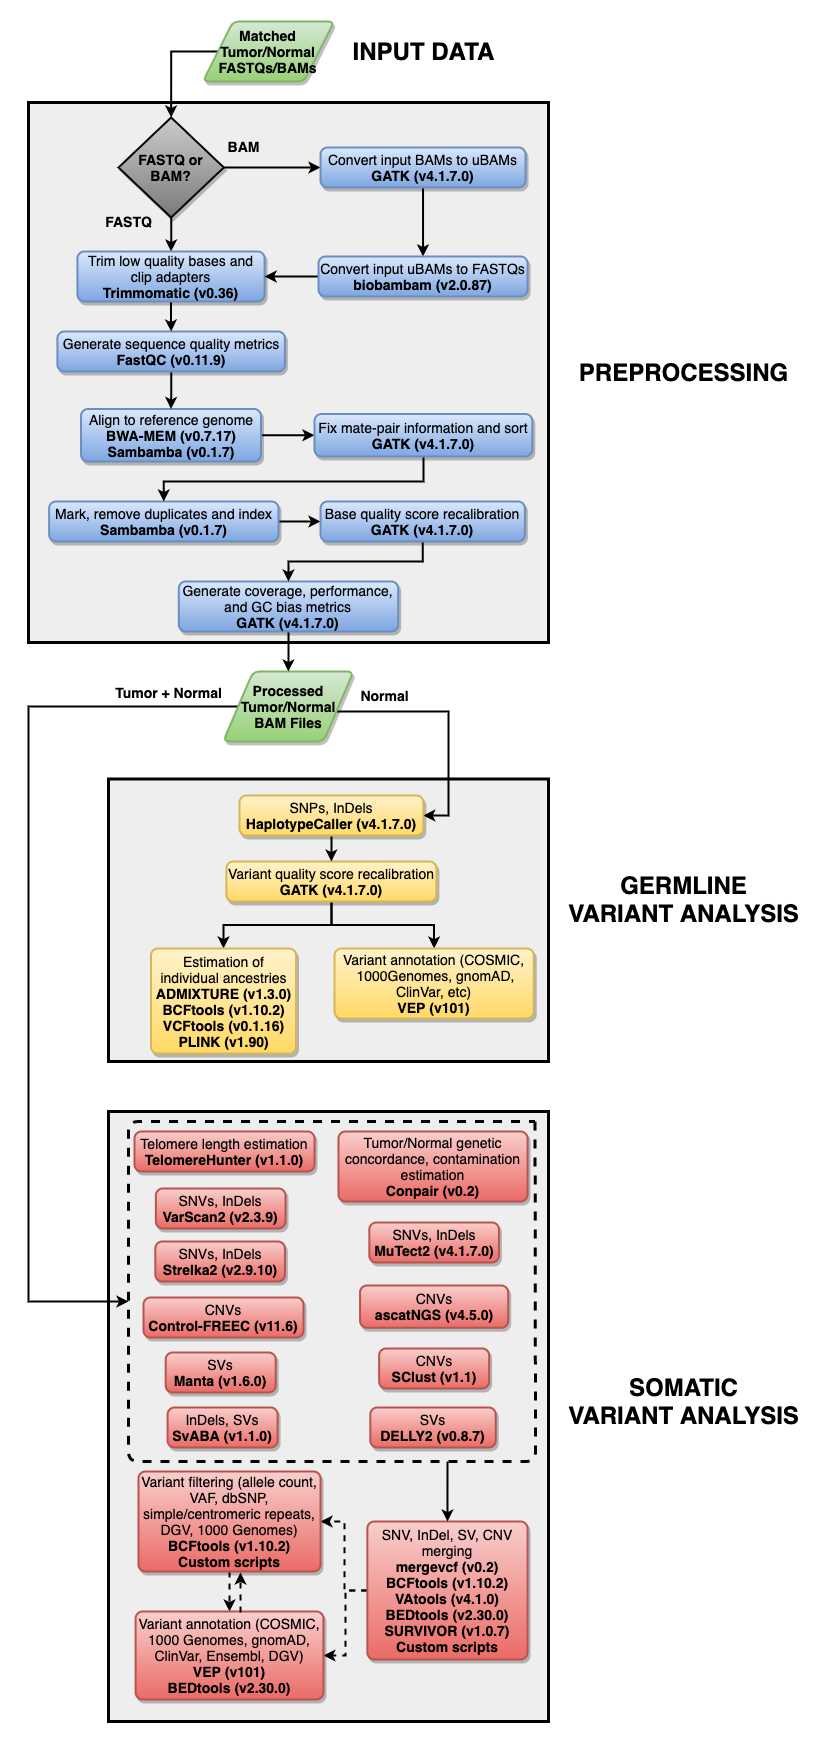 Matched
Tumor/Normal
FASTQs/BAMs
INPUT DATA
FASTQ or
BAM?
BAM
FASTQ
Convert input BAMs to uBAMs
GATK (v4.1.7.0)
Trim low quality bases and
clip adapters
Trimmomatic (v0.36)
Convert input uBAMs to FASTQs
biobambam (v2.0.87)
Generate sequence quality metrics
FastQC (v0.11.9)
PREPROCESSING
Align to reference genome
BWA-MEM (v0.7.17)
Sambamba (v0.1.7)
Fix mate-pair information and sort
GATK (v4.1.7.0)
Mark, remove duplicates and index
Sambamba (v0.1.7)
Base quality score recalibration
GATK (v4.1.7.0)
Generate coverage, performance,
and GC bias metrics
GATK (v4.1.7.0)
Tumor + Normal
Processed
Tumor/Normal
BAM Files
Normal
SNPs, InDels
HaplotypeCaller (v4.1.7.0)
Variant quality score recalibration
GATK (v4.1.7.0)
GERMLINE
VARIANT ANALYSIS
Estimation of
individual ancestries
ADMIXTURE (v1.3.0)
BCFtools (v1.10.2)
VCFtools (v0.1.16)
PLINK (v1.90)
Variant annotation (COSMIC,
1000Genomes, gnomAD,
ClinVar, etc)
VEP (v101)
Telomere length estimation
TelomereHunter (v1.1.0)
Tumor/Normal genetic
concordance, contamination
estimation
Conpair (v0.2)
SNVs, InDels
VarScan2 (v2.3.9)
SNVs, InDels
MuTect2 (v4.1.7.0)
SNVs, InDels
Strelka2 (v2.9.10)
CNVs
Control-FREEC (v11.6)
CNVs
ascatNGS (v4.5.0)
SVs
Manta (v1.6.0)
CNVs
SClust (v1.1)
InDels, SVs
SvABA (v1.1.0)
SVs
DELLY2 (v0.8.7)
SOMATIC
VARIANT ANALYSIS
Variant filtering (allele count,
VAF, dbSNP,
simple/centromeric repeats,
DGV, 1000 Genomes)
BCFtools (v1.10.2)
Custom scripts
SNV, InDel, SV, CNV
merging
mergevcf (v0.2)
BCFtools (v1.10.2)
VAtools (v4.1.0)
BEDtools (v2.30.0)
SURVIVOR (v1.0.7)
Custom scripts
Variant annotation (COSMIC,
1000 Genomes, gnomAD,
ClinVar, Ensembl, DGV)
VEP (v101)
BEDtools (v2.30.0)